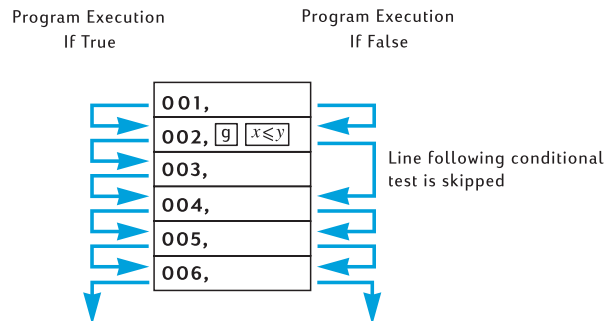 Program Execution
If True
Program Execution
If False
001,
002, g x≤y
003,
004,
005,
006,
Line following conditional
test is skipped